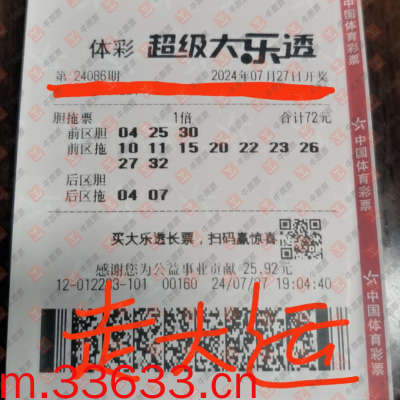 体彩 超级大乐透
第 24086期 2024年07月27日开奖
胆拖票 1倍 合计72元
前区胆 04 25 30
前区拖 10 11 15 20 22 23 26
27 32
后区胆
后区拖 04 07
买大乐透长票，扫码赢惊喜
感谢您为公益事业贡献 25.92元
12-012223-101 00160 24/07/27 19:04:40
走大运
m.33633.cn
中国体育彩票
中国体育彩票
中国体育彩票